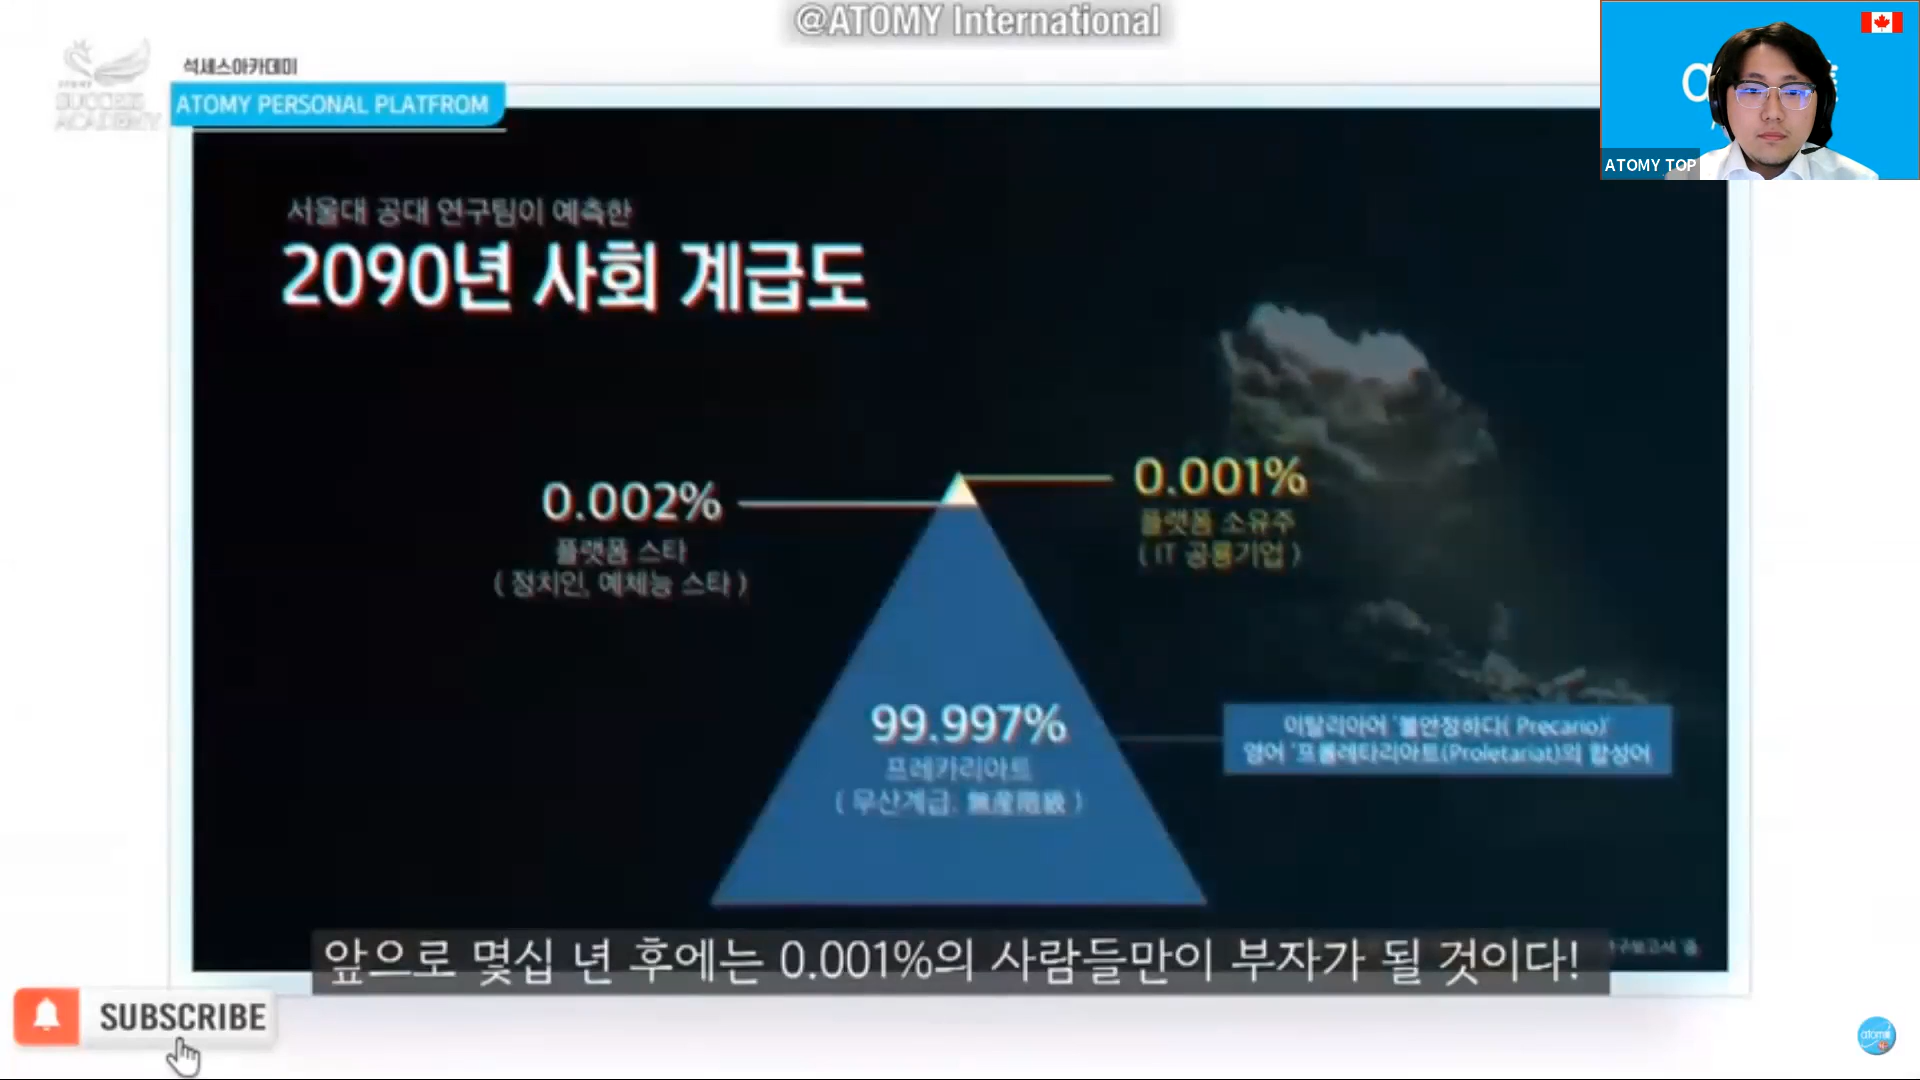 @ATOMY International
석세스아카데미
SUCCESS
ACADEMY
ATOMY PERSONAL PLATFROM
ATOMY TOP
서울대 공대 연구팀이 예측한
2090년 사회 계급도
0.001%
플랫폼 소유주
( IT 공룡기업 )
0.002%
플랫폼 스타
( 정치인, 예체능 스타 )
99.997%
프레카리아트
( 무산계급, 無産階級 )
이탈리아어 '불안정하다( Precario)'
영어 '프롤레타리아트(Proletariat)의 합성어
앞으로 몇십 년 후에는 0.001%의 사람들만이 부자가 될 것이다!
SUBSCRIBE